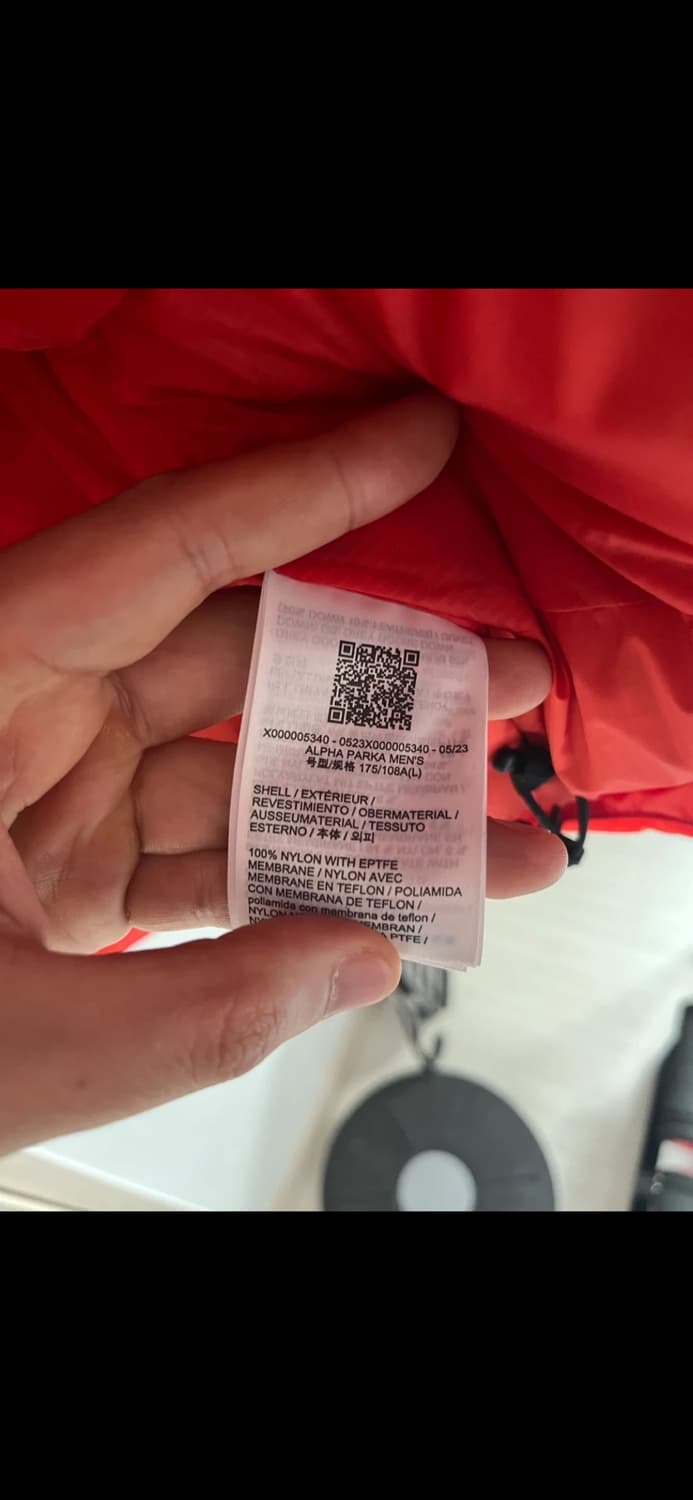 X000005340 - 0523X000005340 - 05/23
ALPHA PARKA MEN'S
号型/规格 175/108A(L)
SHELL / EXTÉRIEUR /
REVESTIMIENTO / OBERMATERIAL /
AUSSEUMATERIAL / TESSUTO
ESTERNO / 本体 / 외피
100% NYLON WITH EPTFE
MEMBRANE / NYLON AVEC
MEMBRANE EN TEFLON / POLIAMIDA
CON MEMBRANA DE TEFLON /
poliamida con membrana de teflon /
NYLON
PTFE /